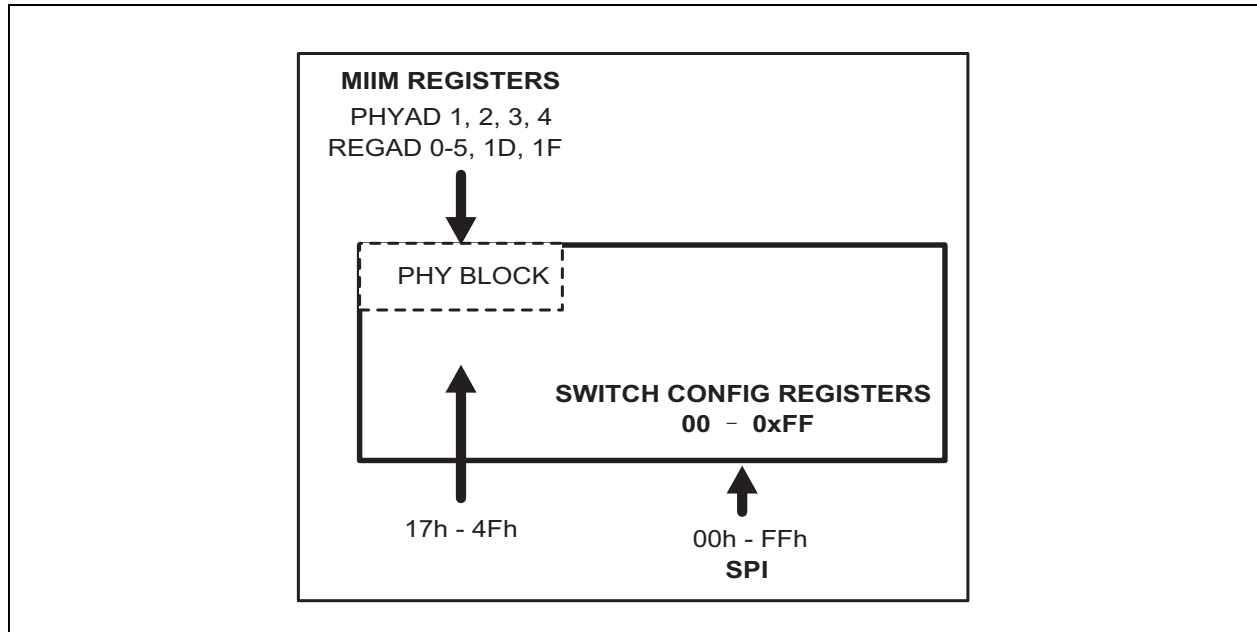 MIIM REGISTERS
PHYAD 1, 2, 3, 4
REGAD 0-5, 1D, 1F
PHY BLOCK
SWITCH CONFIG REGISTERS
00 – 0xFF
17h - 4Fh
00h - FFh
SPI